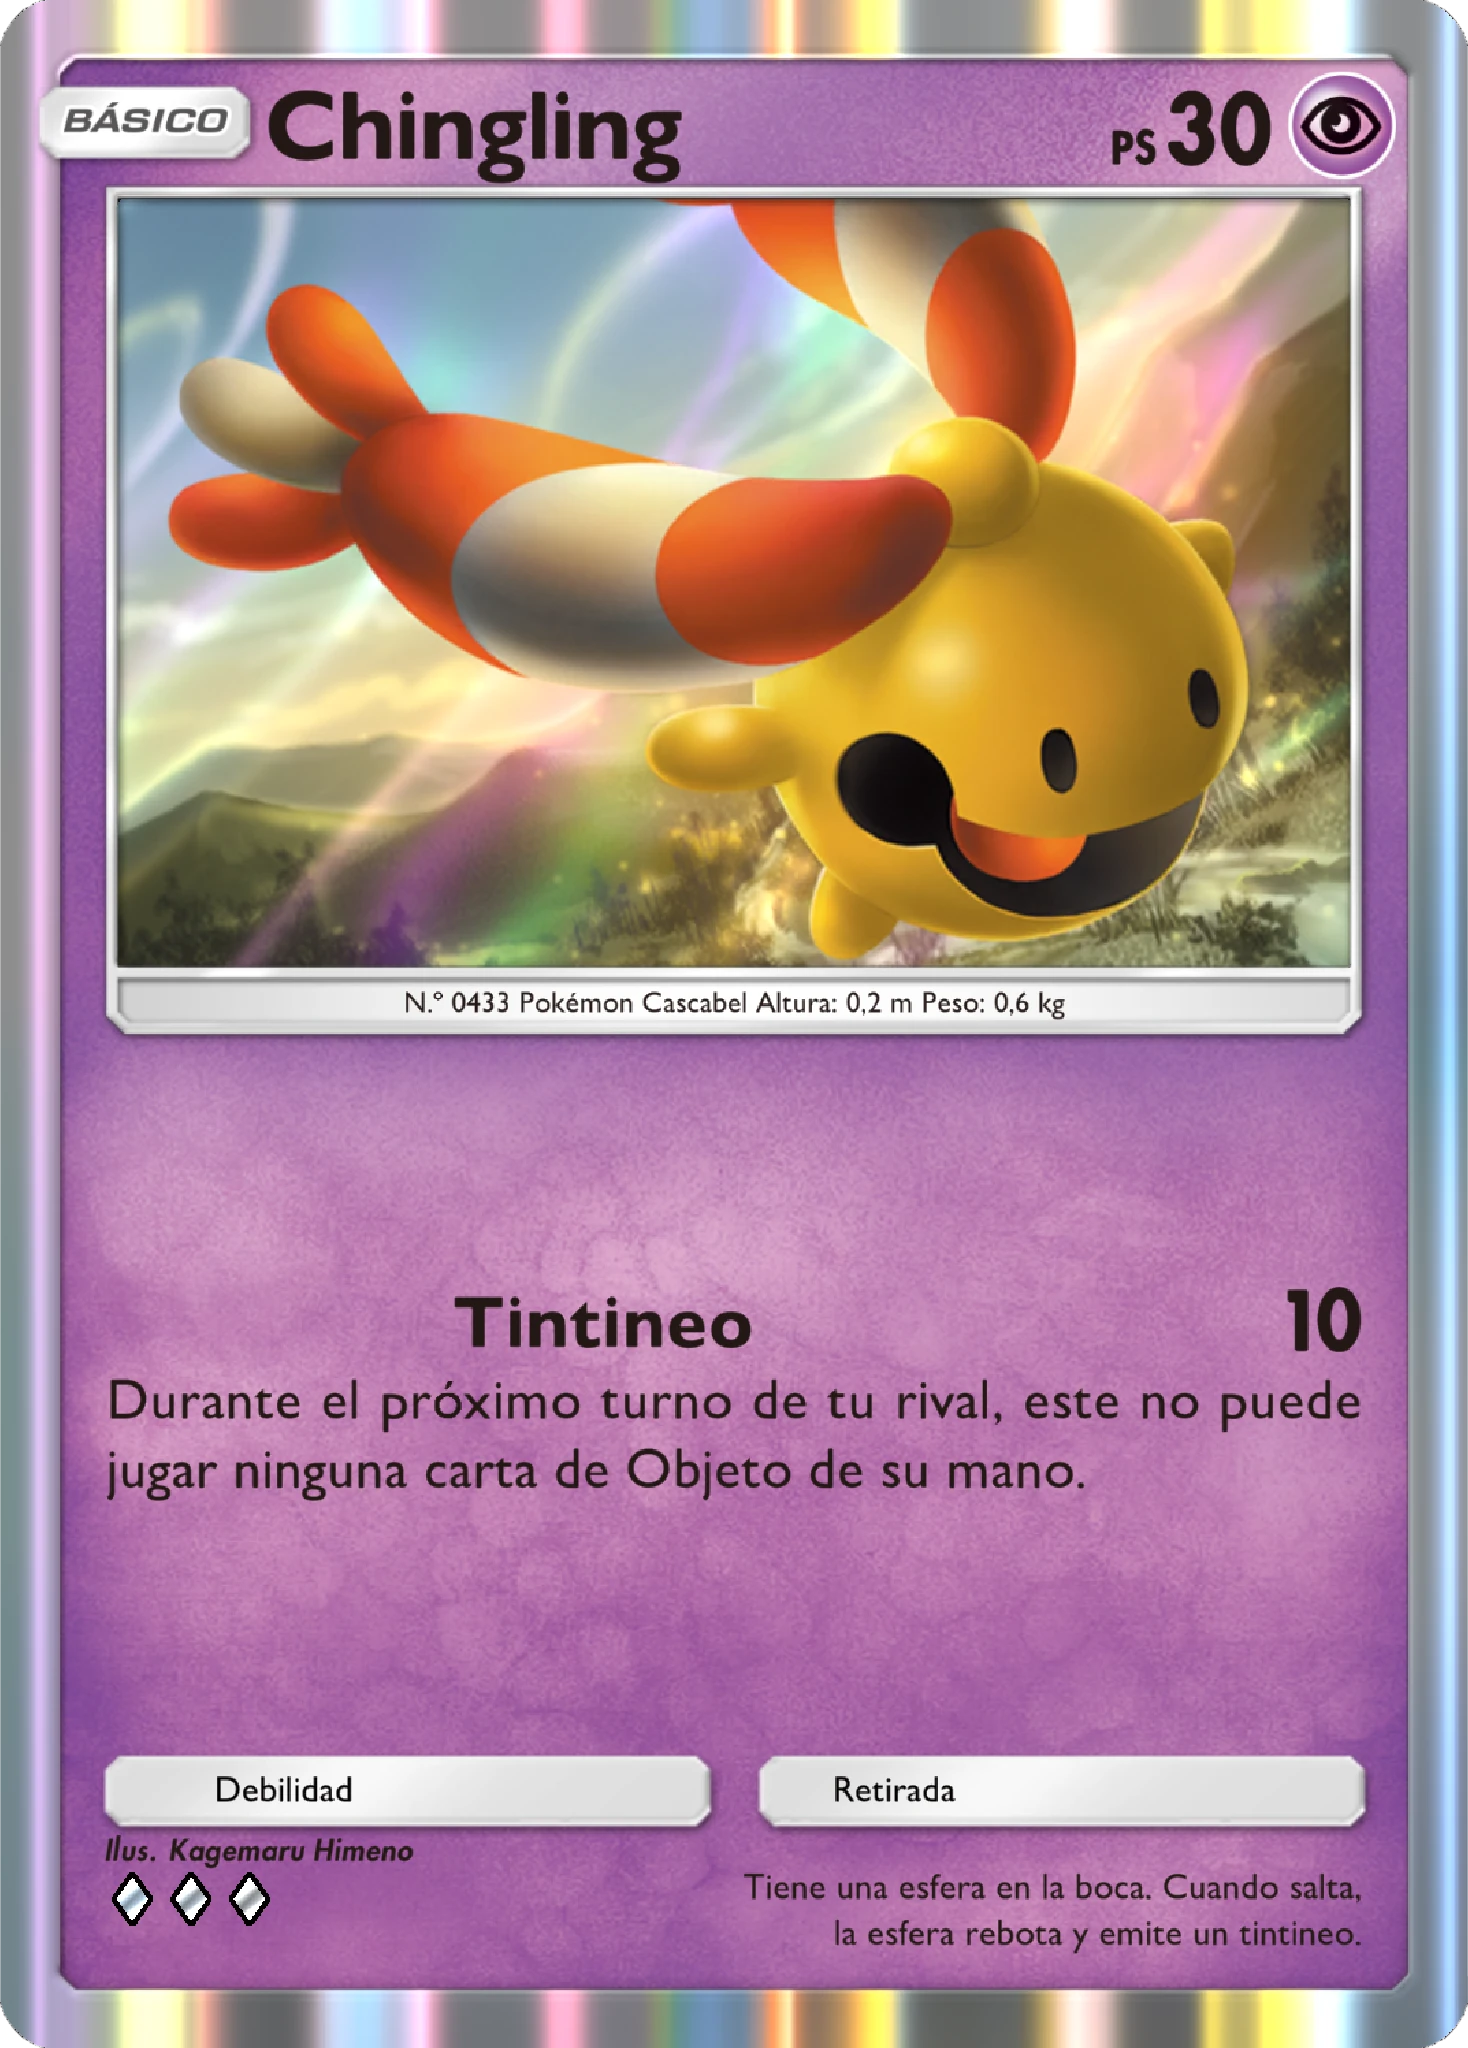 BÁSICO Chingling PS 30
N.º 0433 Pokémon Cascabel Altura: 0,2 m Peso: 0,6 kg
Tintineo 10
Durante el próximo turno de tu rival, este no puede
jugar ninguna carta de Objeto de su mano.
Debilidad Retirada
Ilus. Kagemaru Himeno
Tiene una esfera en la boca. Cuando salta,
la esfera rebota y emite un tintineo.